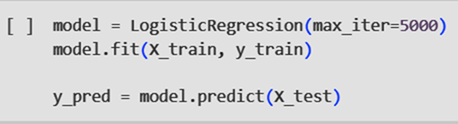 [ ] model = LogisticRegression(max_iter=5000)
model.fit(X_train, y_train)
y_pred = model.predict(X_test)